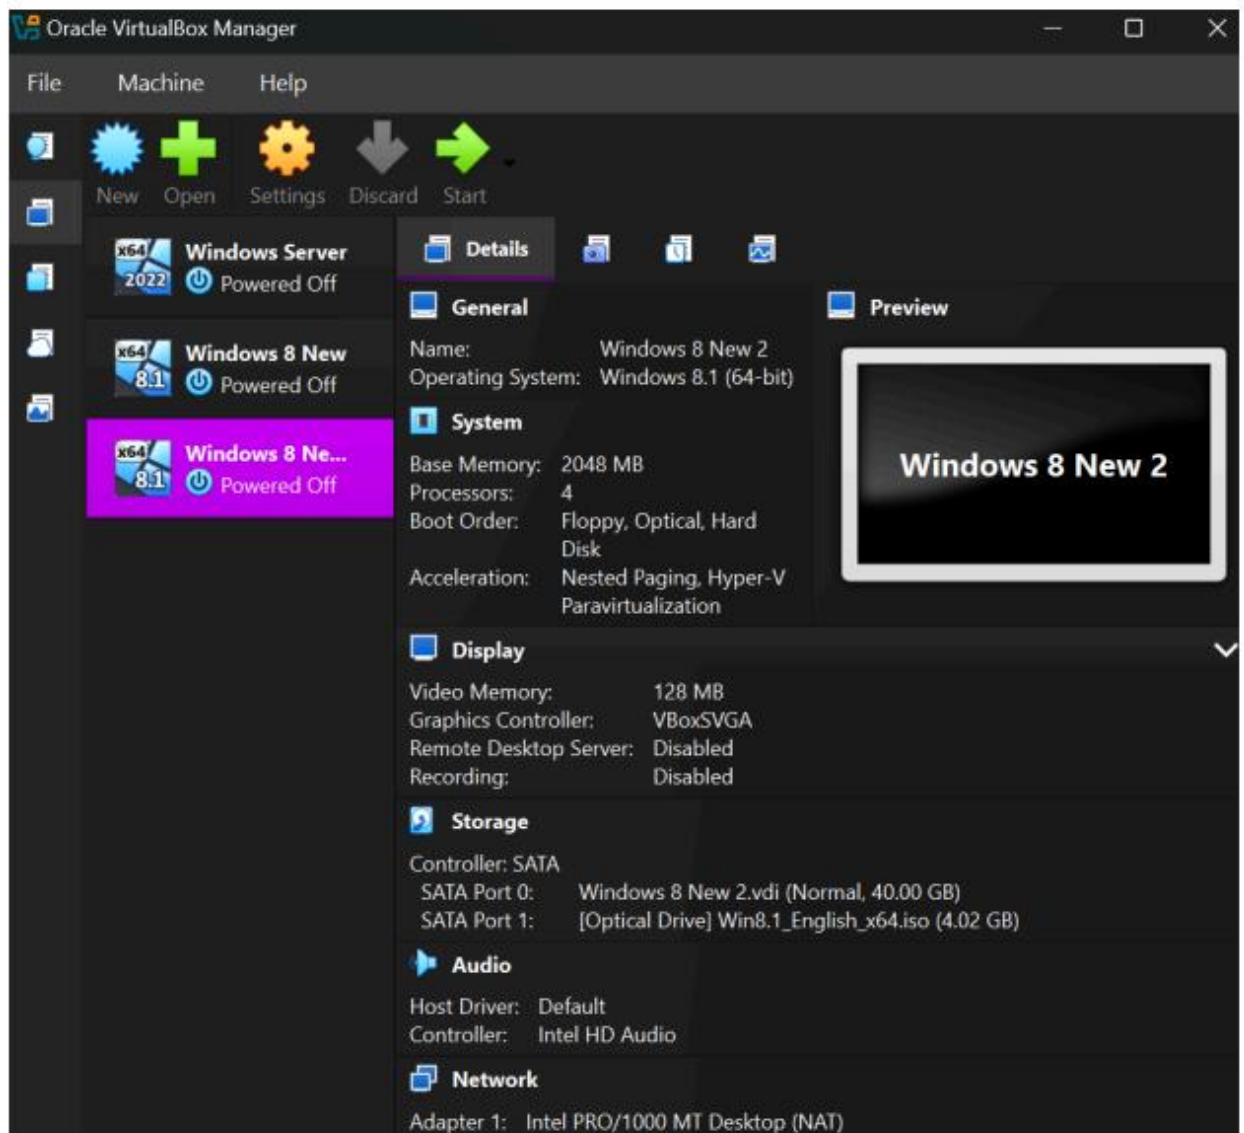 Oracle VirtualBox Manager
File Machine Help
New Open Settings Discard Start
x64 2022
Windows Server
Powered Off
x64 8.1
Windows 8 New
Powered Off
x64 8.1
Windows 8 Ne...
Powered Off
Details
General
Name: Windows 8 New 2
Operating System: Windows 8.1 (64-bit)
System
Base Memory: 2048 MB
Processors: 4
Boot Order: Floppy, Optical, Hard
Disk
Acceleration: Nested Paging, Hyper-V
Paravirtualization
Preview
Windows 8 New 2
Display
Video Memory: 128 MB
Graphics Controller: VBoxSVGA
Remote Desktop Server: Disabled
Recording: Disabled
Storage
Controller: SATA
SATA Port 0: Windows 8 New 2.vdi (Normal, 40.00 GB)
SATA Port 1: [Optical Drive] Win8.1_English_x64.iso (4.02 GB)
Audio
Host Driver: Default
Controller: Intel HD Audio
Network
Adapter 1: Intel PRO/1000 MT Desktop (NAT)